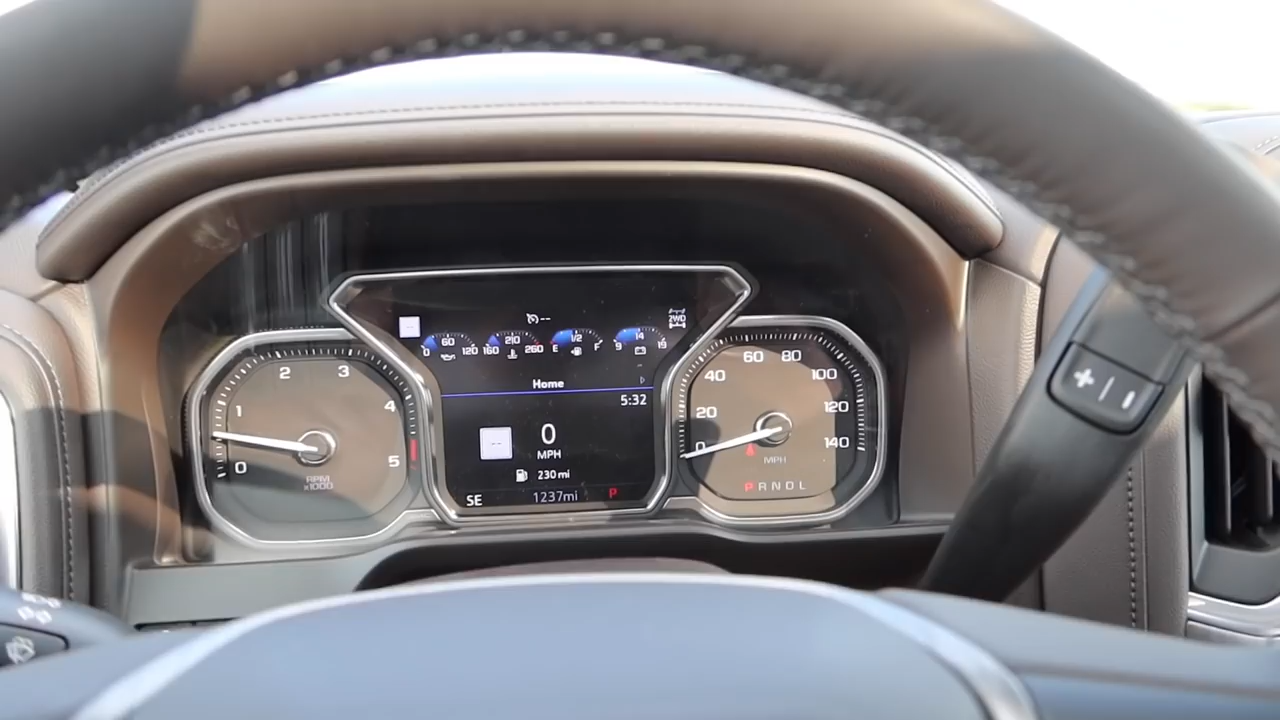 --
2WD
0 60 120
160 210 260
E 1/2 F
9 14 19
Home
5:32
--
0
MPH
230 mi
SE 1237mi P
0 1 2 3 4 5
RPM
x1000
0 20 40 60 80 100 120 140
MPH
P R N D L